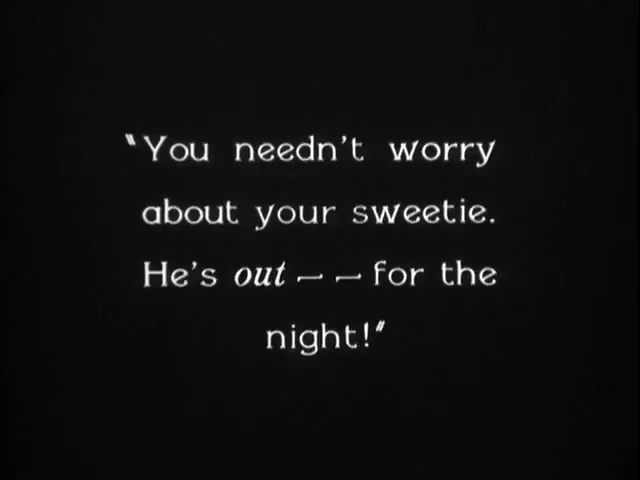 "You needn't worry
about your sweetie.
He's out — — for the
night!"